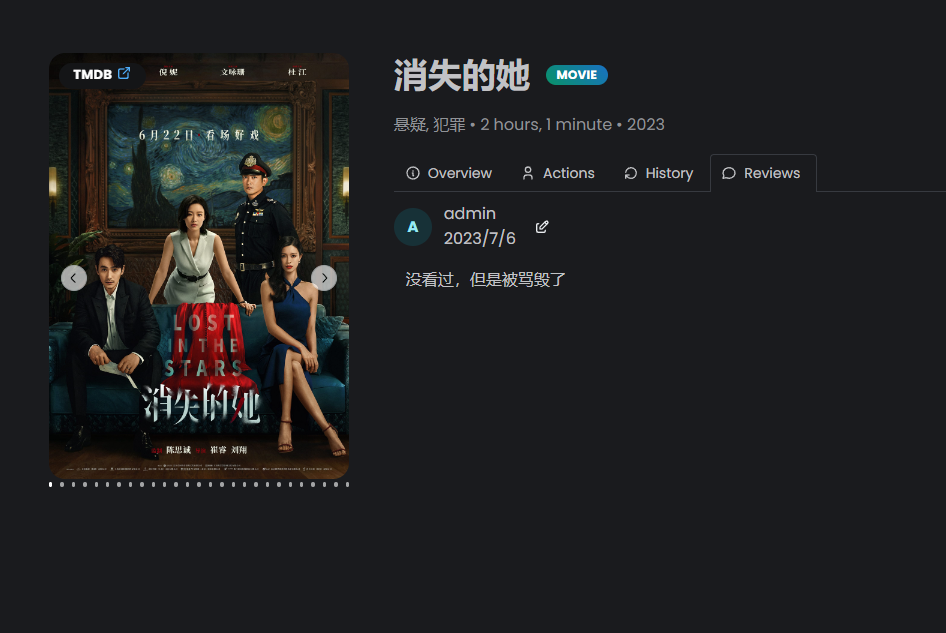 TMDB
倪妮 文咏珊 杜江
6月22日 看场好戏
LOST
IN THE
STARS
消失的她
陈思诚 崔睿 刘翔
消失的她 MOVIE
悬疑, 犯罪 • 2 hours, 1 minute • 2023
Overview Actions History Reviews
A
admin
2023/7/6
没看过，但是被骂毁了